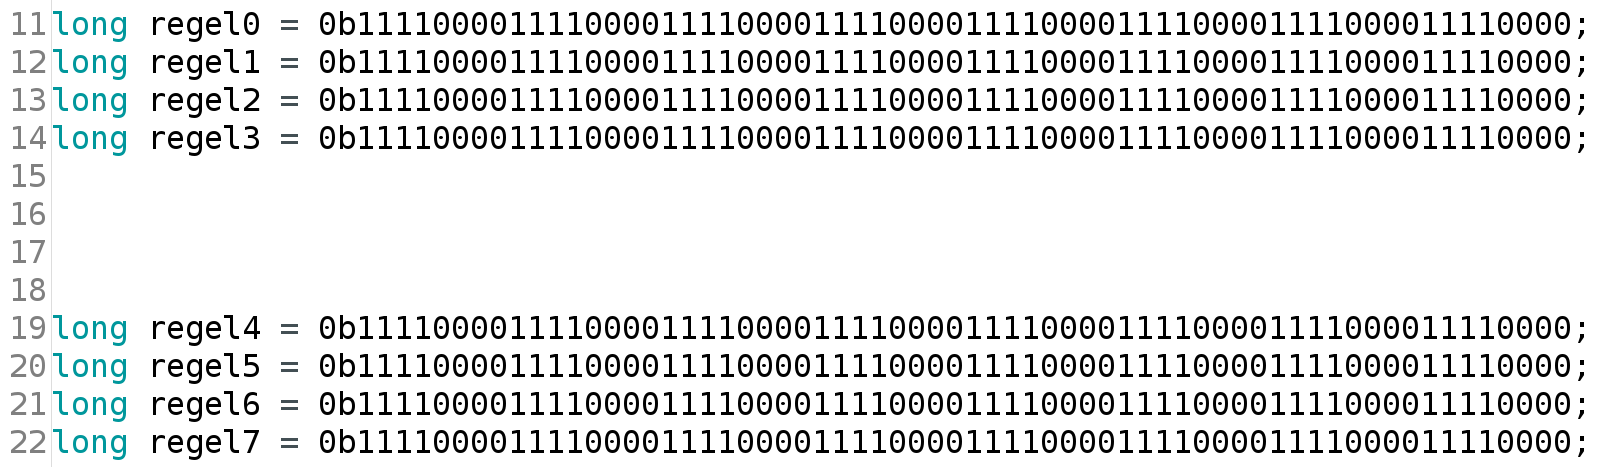 11 long regel0 = 0b1111000011110000111100001111000011110000111100001111000011110000;
12 long regel1 = 0b1111000011110000111100001111000011110000111100001111000011110000;
13 long regel2 = 0b1111000011110000111100001111000011110000111100001111000011110000;
14 long regel3 = 0b1111000011110000111100001111000011110000111100001111000011110000;
15
16
17
18
19 long regel4 = 0b1111000011110000111100001111000011110000111100001111000011110000;
20 long regel5 = 0b1111000011110000111100001111000011110000111100001111000011110000;
21 long regel6 = 0b1111000011110000111100001111000011110000111100001111000011110000;
22 long regel7 = 0b1111000011110000111100001111000011110000111100001111000011110000;